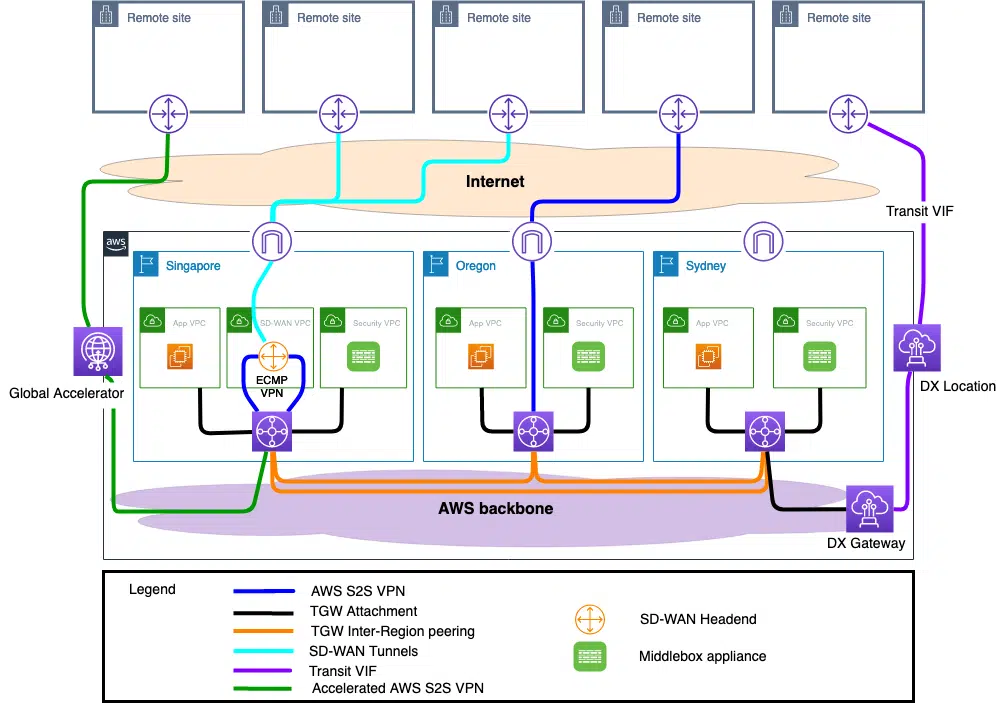 Remote site
Remote site
Remote site
Remote site
Remote site
Internet
Transit VIF
aws
Singapore
Oregon
Sydney
App VPC
SD-WAN VPC
Security VPC
App VPC
Security VPC
App VPC
Security VPC
ECMP
VPN
Global Accelerator
DX Location
AWS backbone
DX Gateway
Legend
AWS S2S VPN
TGW Attachment
TGW Inter-Region peering
SD-WAN Tunnels
Transit VIF
Accelerated AWS S2S VPN
SD-WAN Headend
Middlebox appliance